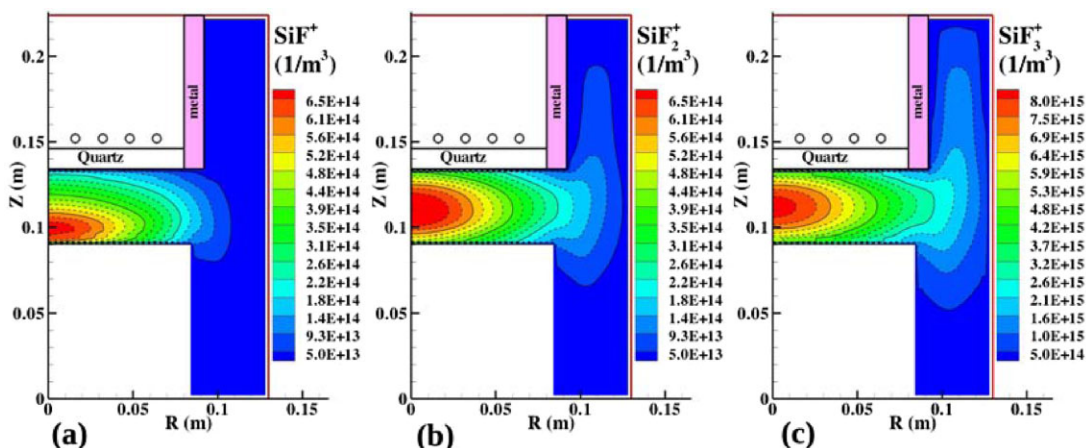 SiF⁺
(1/m³)
6.5E+14
6.1E+14
5.6E+14
5.2E+14
4.8E+14
4.4E+14
3.9E+14
3.5E+14
3.1E+14
2.6E+14
2.2E+14
1.8E+14
1.4E+14
9.3E+13
5.0E+13
metal
Quartz
Z (m)
0.2
0.15
0.1
0.05
0
0 0.05 0.1 0.15
R (m)
(a)
SiF₂⁺
(1/m³)
6.5E+14
6.1E+14
5.6E+14
5.2E+14
4.8E+14
4.4E+14
3.9E+14
3.5E+14
3.1E+14
2.6E+14
2.2E+14
1.8E+14
1.4E+14
9.3E+13
5.0E+13
metal
Quartz
Z (m)
0.2
0.15
0.1
0.05
0
0 0.05 0.1 0.15
R (m)
(b)
SiF₃⁺
(1/m³)
8.0E+15
7.5E+15
6.9E+15
6.4E+15
5.9E+15
5.3E+15
4.8E+15
4.2E+15
3.7E+15
3.2E+15
2.6E+15
2.1E+15
1.6E+15
1.0E+15
5.0E+14
metal
Quartz
Z (m)
0.2
0.15
0.1
0.05
0
0 0.05 0.1 0.15
R (m)
(c)